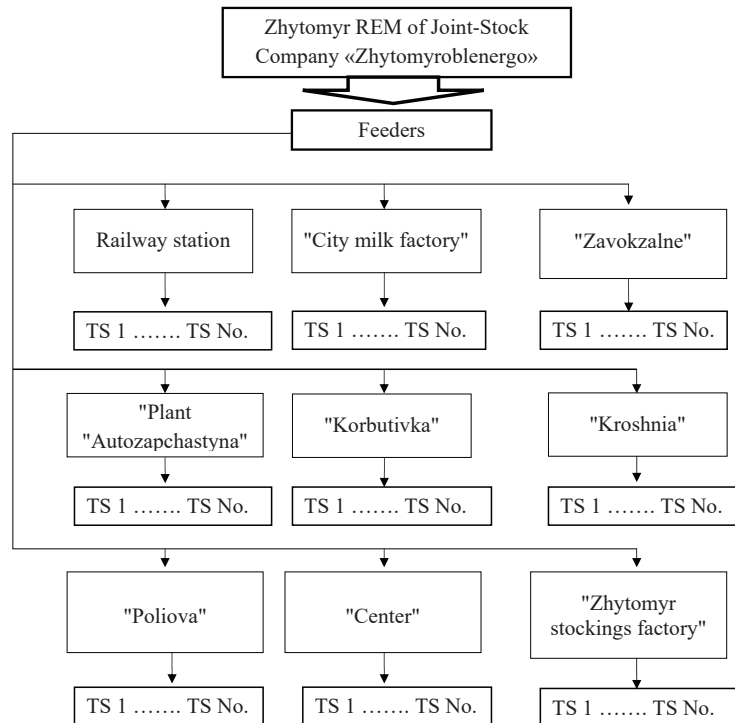 Zhytomyr REM of Joint-Stock
Company «Zhytomyroblenergo»
Feeders
Railway station
"City milk factory"
"Zavokzalne"
TS 1 ……. TS No.
TS 1 ……. TS No.
TS 1 ……. TS No.
"Plant
"Autozapchastyna"
"Korbutivka"
"Kroshnia"
TS 1 ……. TS No.
TS 1 ……. TS No.
TS 1 ……. TS No.
"Poliova"
"Center"
"Zhytomyr
stockings factory"
TS 1 ……. TS No.
TS 1 ……. TS No.
TS 1 ……. TS No.